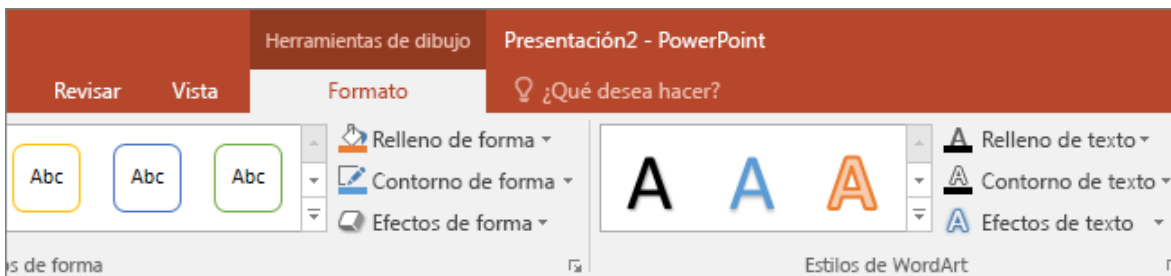 Herramientas de dibujo Presentación2 - PowerPoint
Revisar Vista Formato ¿Qué desea hacer?
Abc Abc Abc Relleno de forma A A A A Relleno de texto
Contorno de forma A Contorno de texto
Efectos de forma A Efectos de texto
s de forma Estilos de WordArt